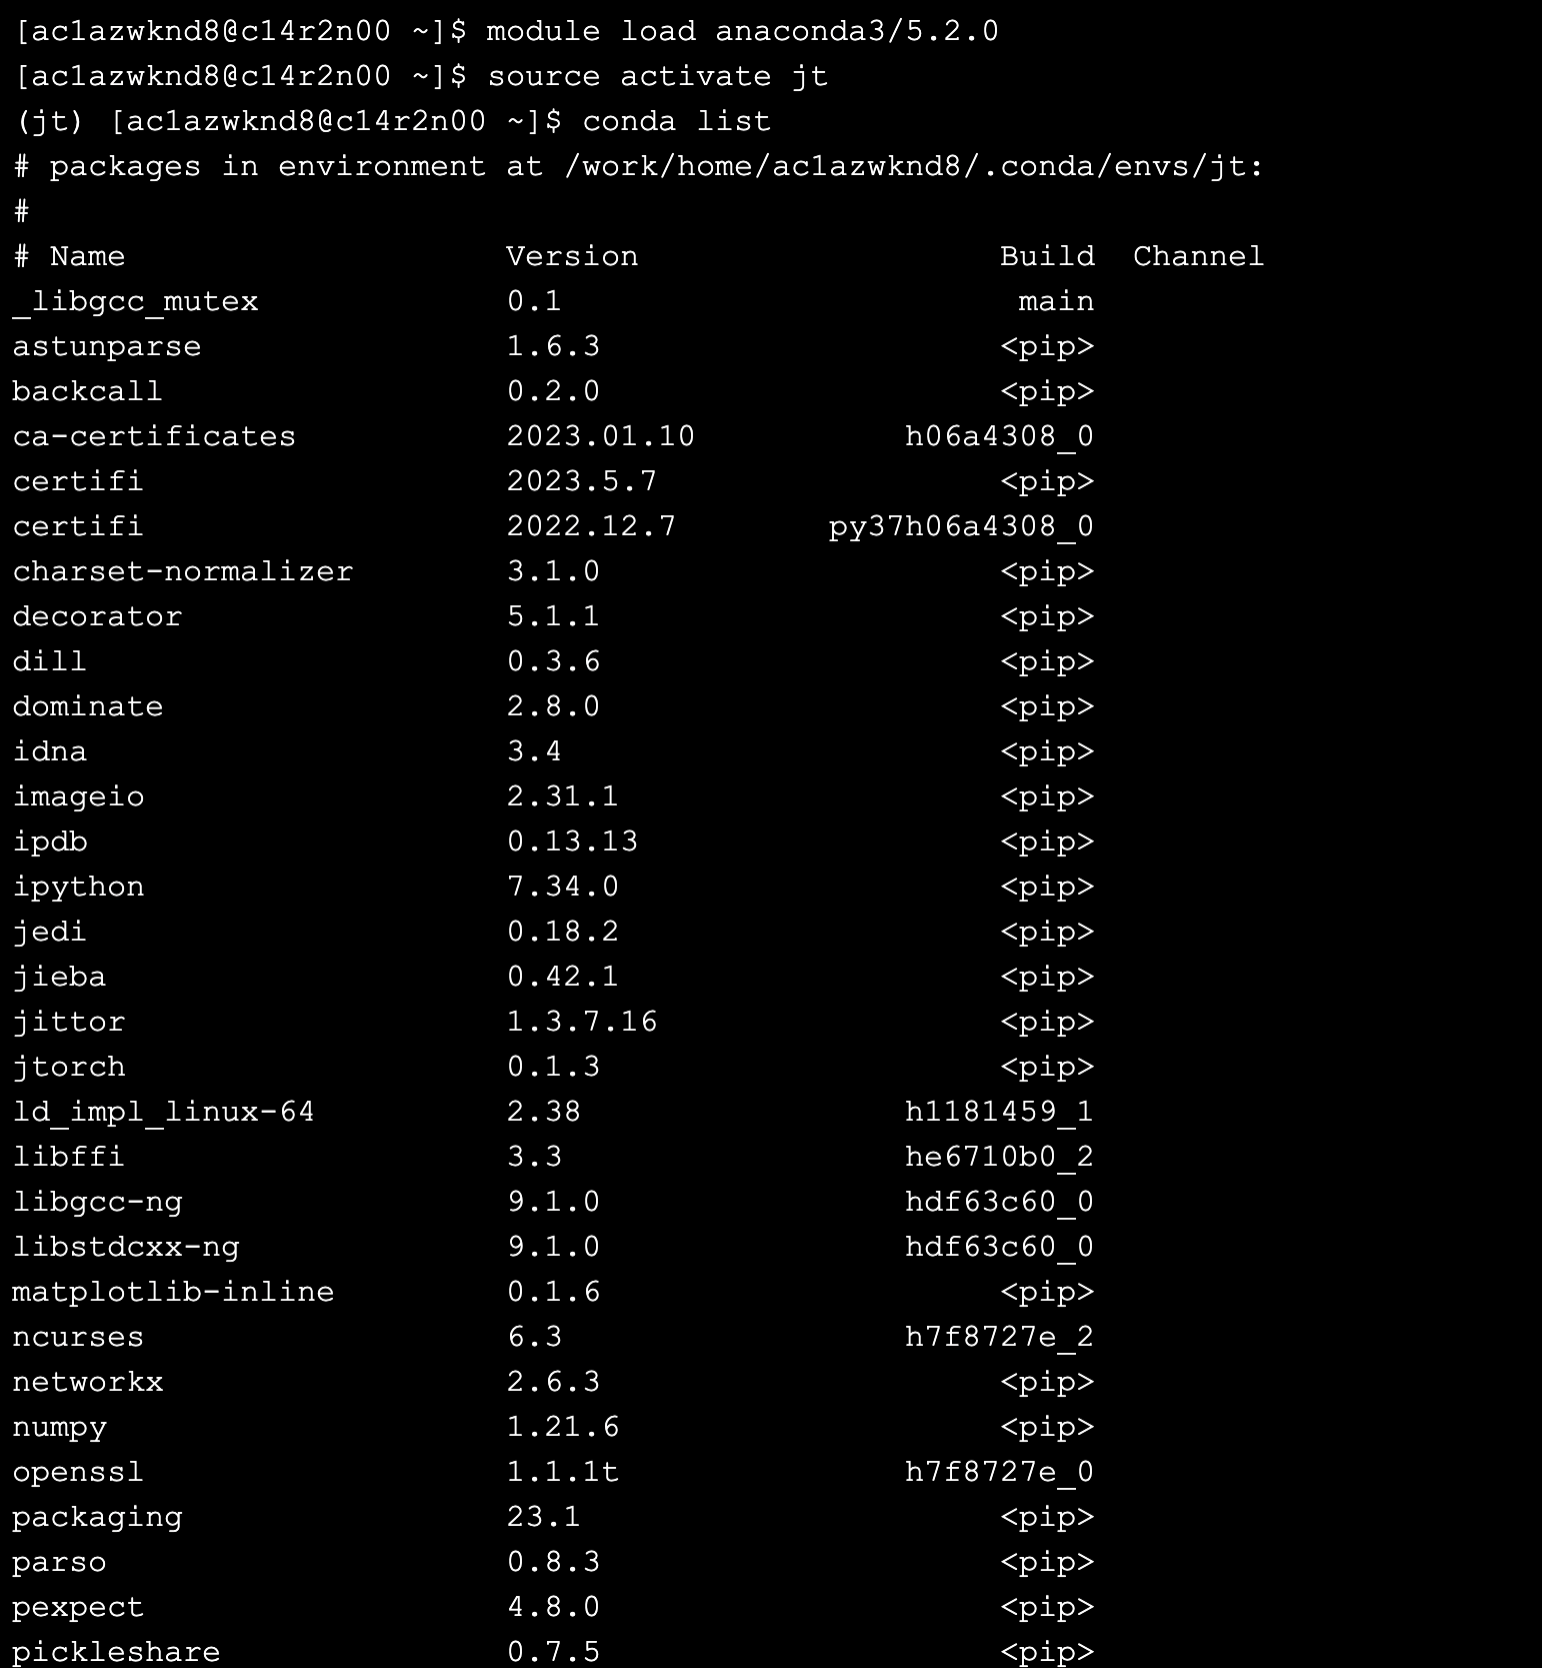 [ac1azwknd8@c14r2n00 ~]$ module load anaconda3/5.2.0
[ac1azwknd8@c14r2n00 ~]$ source activate jt
(jt) [ac1azwknd8@c14r2n00 ~]$ conda list
# packages in environment at /work/home/ac1azwknd8/.conda/envs/jt:
#
# Name                    Version                   Build  Channel
_libgcc_mutex             0.1                        main
astunparse                1.6.3                     <pip>
backcall                  0.2.0                     <pip>
ca-certificates           2023.01.10           h06a4308_0
certifi                   2023.5.7                  <pip>
certifi                   2022.12.7        py37h06a4308_0
charset-normalizer        3.1.0                     <pip>
decorator                 5.1.1                     <pip>
dill                      0.3.6                     <pip>
dominate                  2.8.0                     <pip>
idna                      3.4                       <pip>
imageio                   2.31.1                    <pip>
ipdb                      0.13.13                   <pip>
ipython                   7.34.0                    <pip>
jedi                      0.18.2                    <pip>
jieba                     0.42.1                    <pip>
jittor                    1.3.7.16                  <pip>
jtorch                    0.1.3                     <pip>
ld_impl_linux-64          2.38                 h1181459_1
libffi                    3.3                  he6710b0_2
libgcc-ng                 9.1.0                hdf63c60_0
libstdcxx-ng              9.1.0                hdf63c60_0
matplotlib-inline         0.1.6                     <pip>
ncurses                   6.3                  h7f8727e_2
networkx                  2.6.3                     <pip>
numpy                     1.21.6                    <pip>
openssl                   1.1.1t               h7f8727e_0
packaging                 23.1                      <pip>
parso                     0.8.3                     <pip>
pexpect                   4.8.0                     <pip>
pickleshare               0.7.5                     <pip>